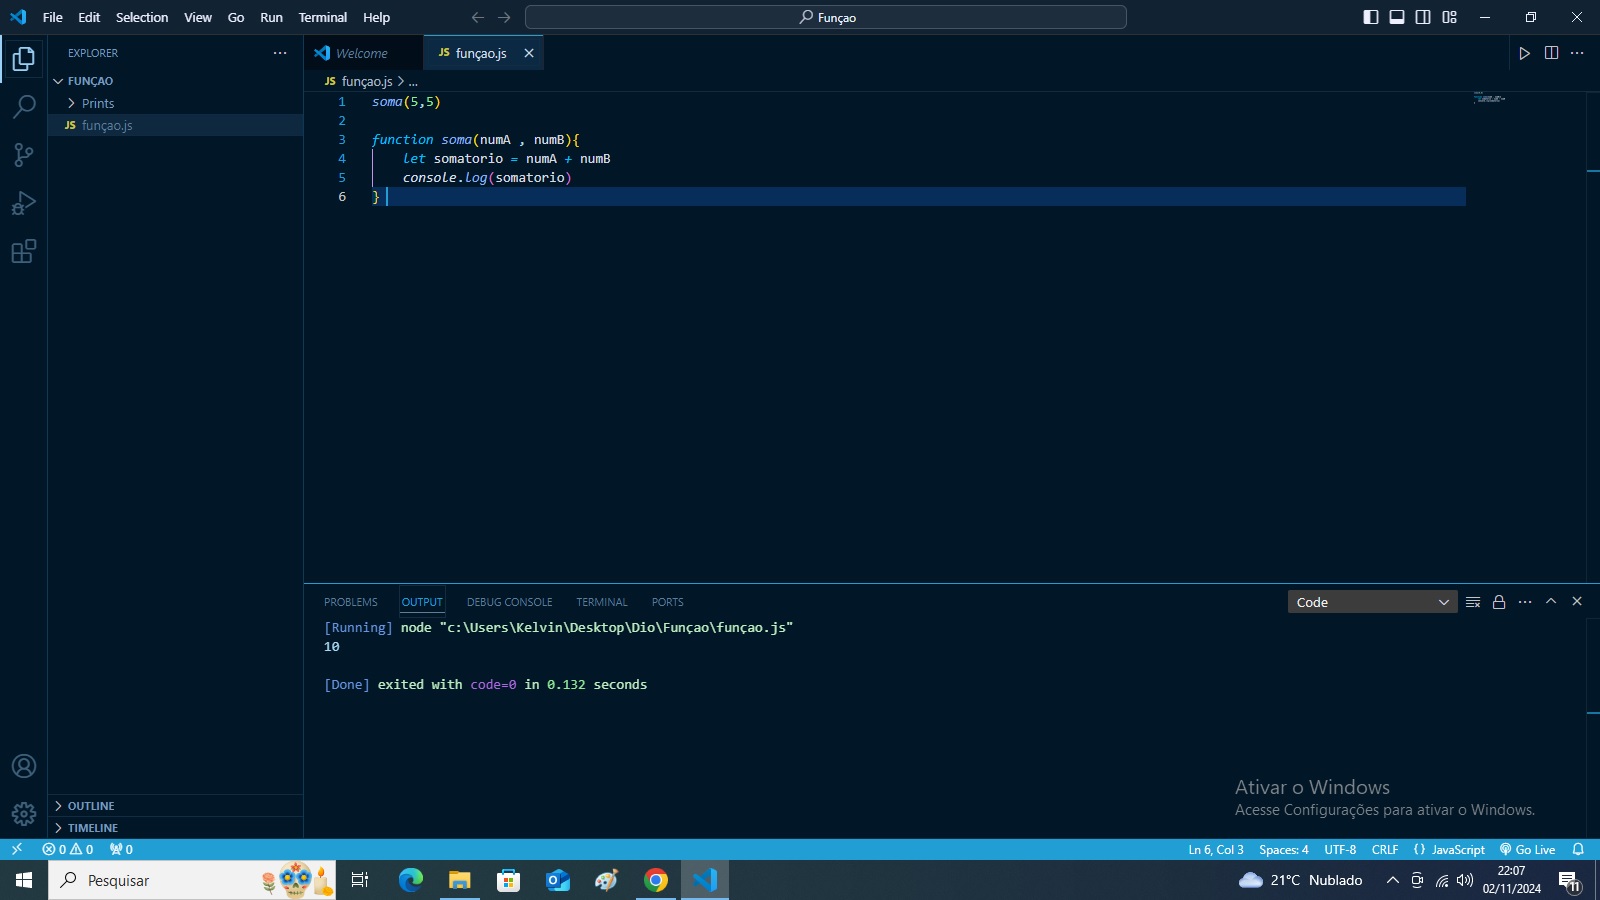 File Edit Selection View Go Run Terminal Help
Funçao
EXPLORER
FUNÇAO
Prints
JS funçao.js
OUTLINE
TIMELINE
Welcome
JS funçao.js
JS funçao.js > ...
1 soma(5,5)
2
3 function soma(numA , numB){
4 let somatorio = numA + numB
5 console.log(somatorio)
6 }
PROBLEMS OUTPUT DEBUG CONSOLE TERMINAL PORTS
Code
[Running] node "c:\Users\Kelvin\Desktop\Dio\Funçao\funçao.js"
10
[Done] exited with code=0 in 0.132 seconds
Ativar o Windows
Acesse Configurações para ativar o Windows.
0 0 0
Ln 6, Col 3 Spaces: 4 UTF-8 CRLF {} JavaScript Go Live
Pesquisar
21°C Nublado
22:07
02/11/2024
11